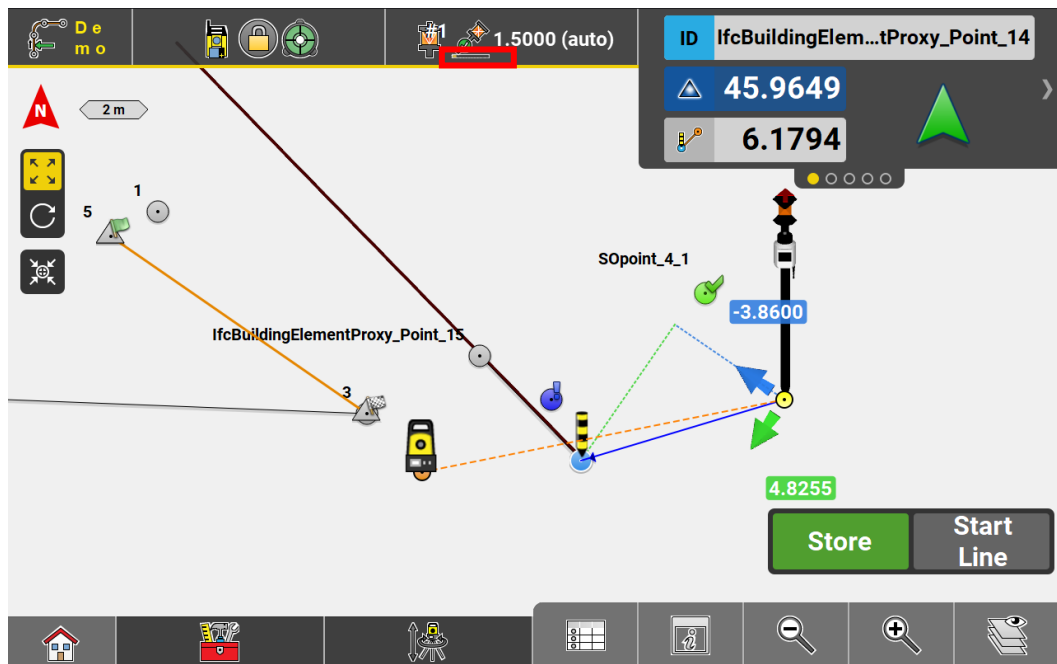 De
mo
#1
1.5000 (auto)
ID
IfcBuildingElem...tProxy_Point_14
45.9649
6.1794
N
2 m
1
5
SOpoint_4_1
-3.8600
IfcBuildingElementProxy_Point_15
3
4.8255
Store
Start
Line